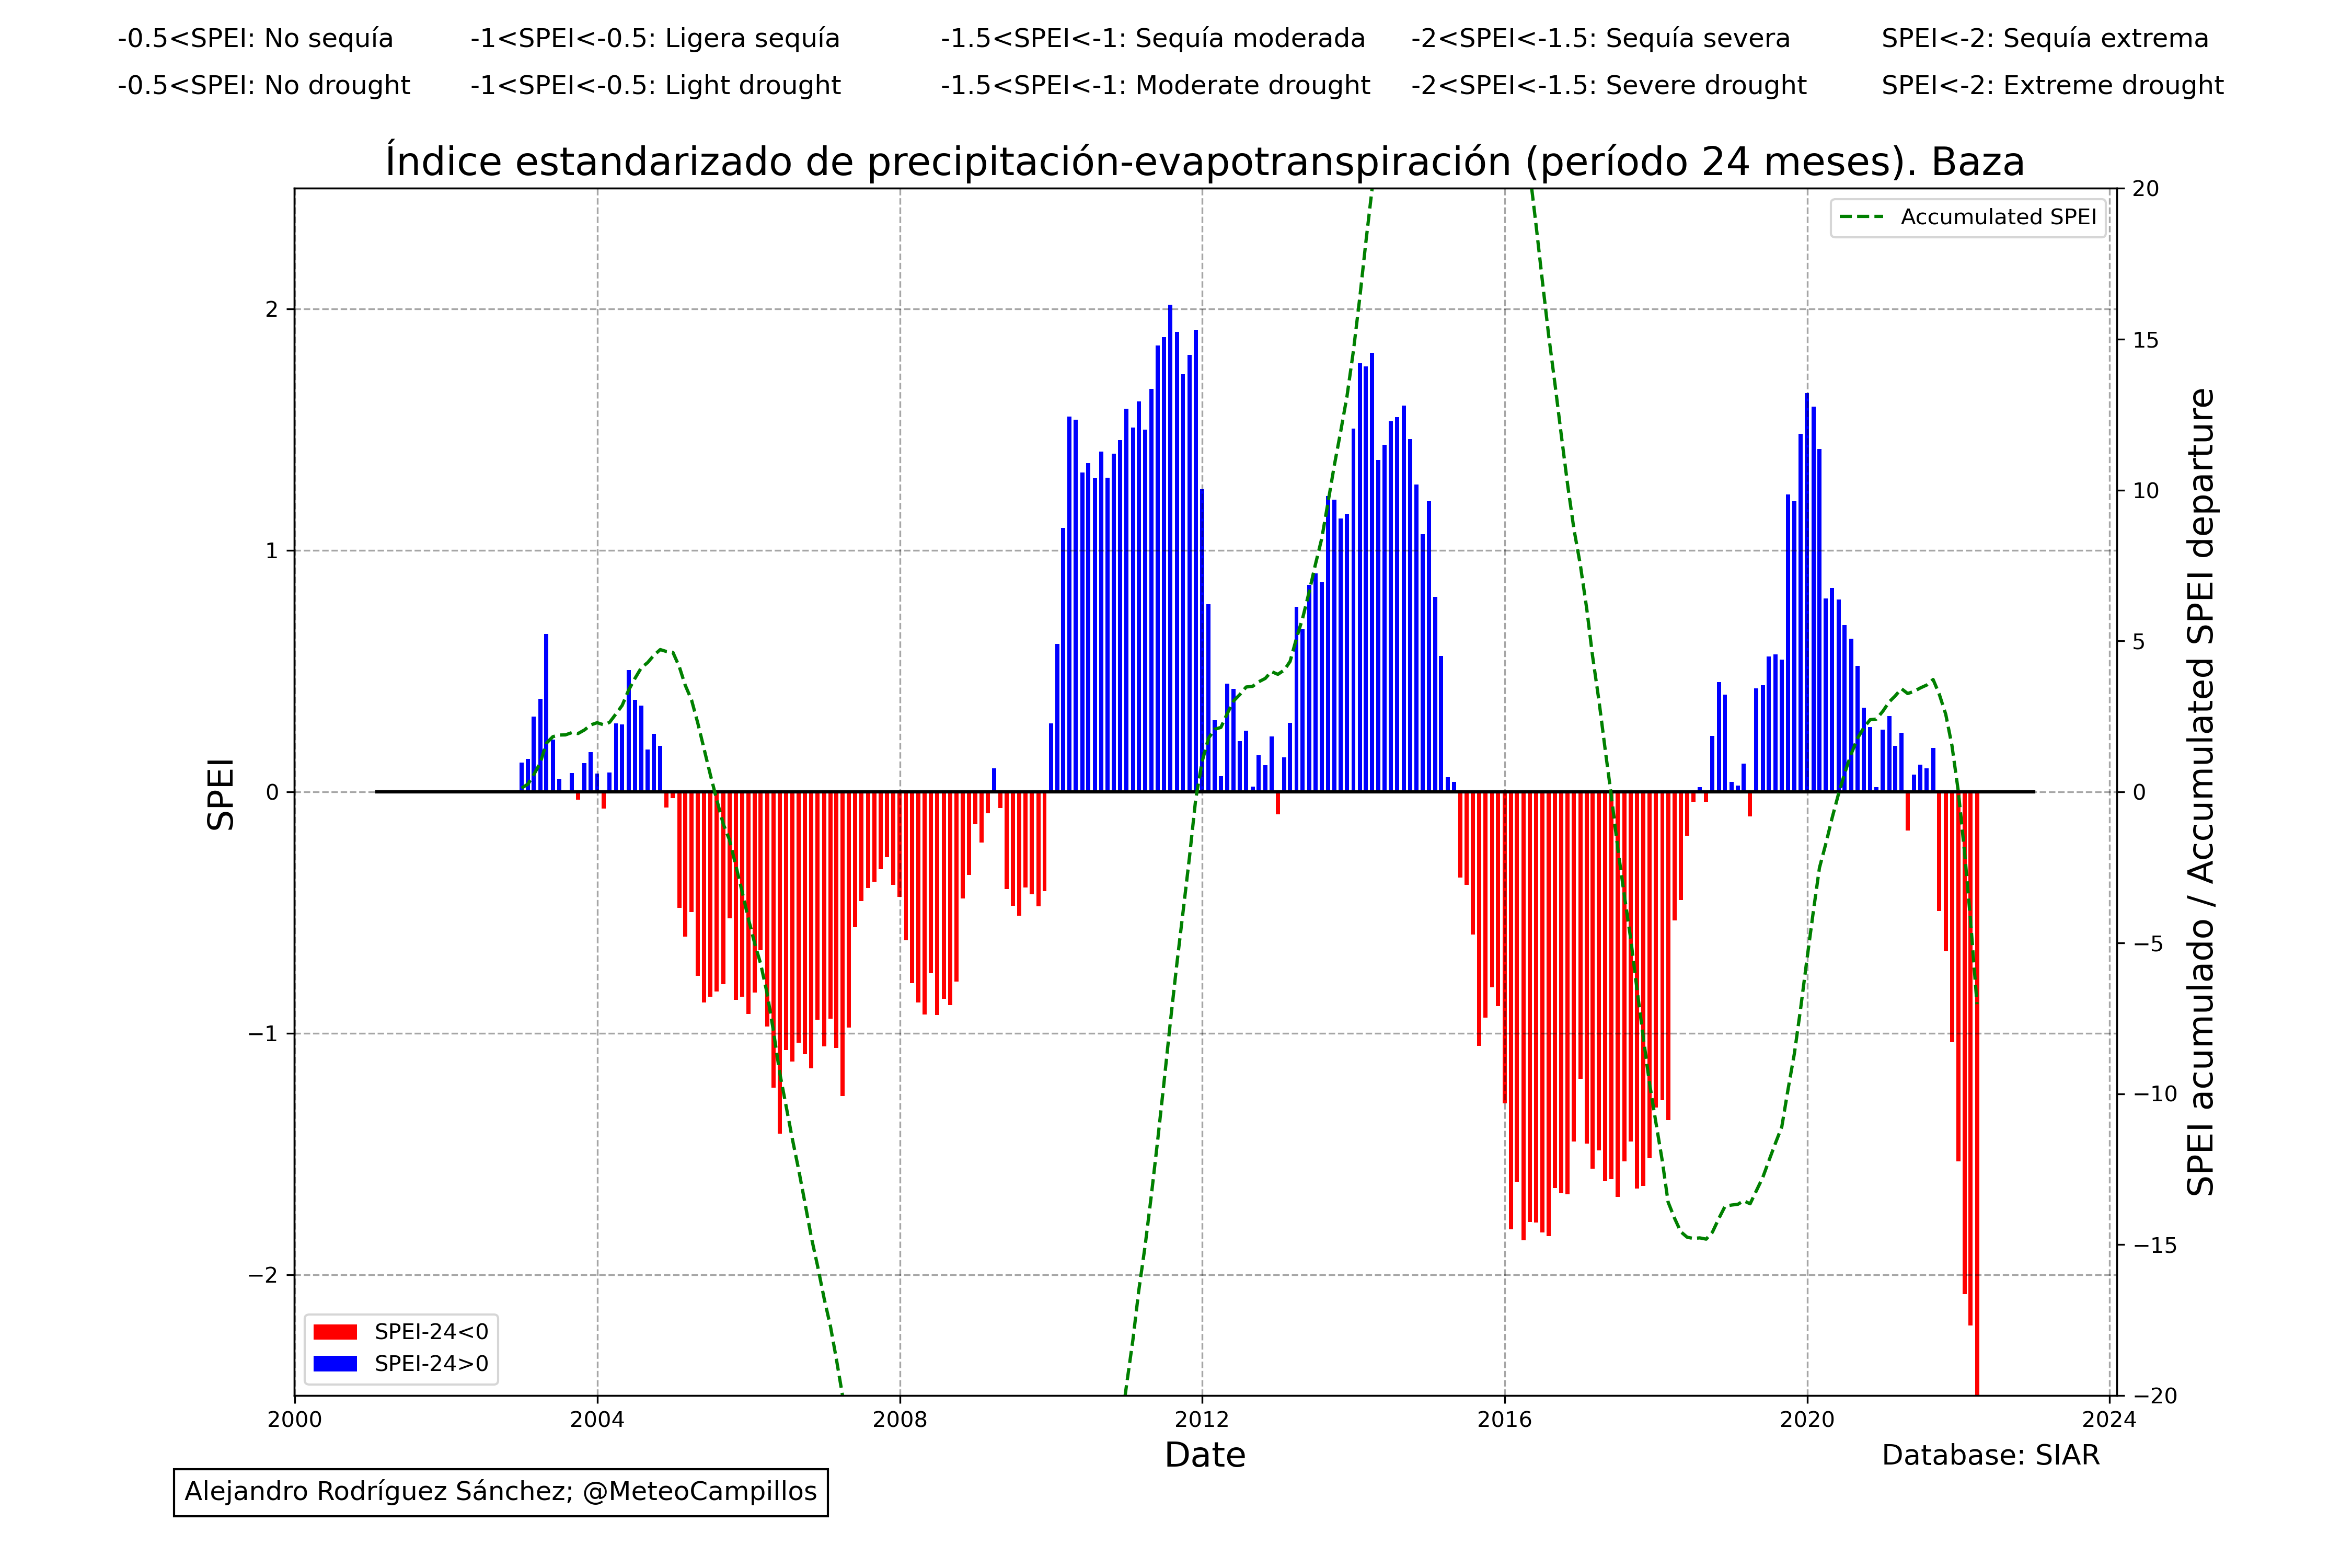 -0.5<SPEI: No sequía -1<SPEI<-0.5: Ligera sequía -1.5<SPEI<-1: Sequía moderada -2<SPEI<-1.5: Sequía severa SPEI<-2: Sequía extrema
-0.5<SPEI: No drought -1<SPEI<-0.5: Light drought -1.5<SPEI<-1: Moderate drought -2<SPEI<-1.5: Severe drought SPEI<-2: Extreme drought
Índice estandarizado de precipitación-evapotranspiración (período 24 meses). Baza
Accumulated SPEI
SPEI
2
1
0
−1
−2
20
15
10
5
0
−5
−10
−15
−20
SPEI acumulado / Accumulated SPEI departure
SPEI-24<0
SPEI-24>0
2000 2004 2008 2012 2016 2020 2024
Date
Database: SIAR
Alejandro Rodríguez Sánchez; @MeteoCampillos